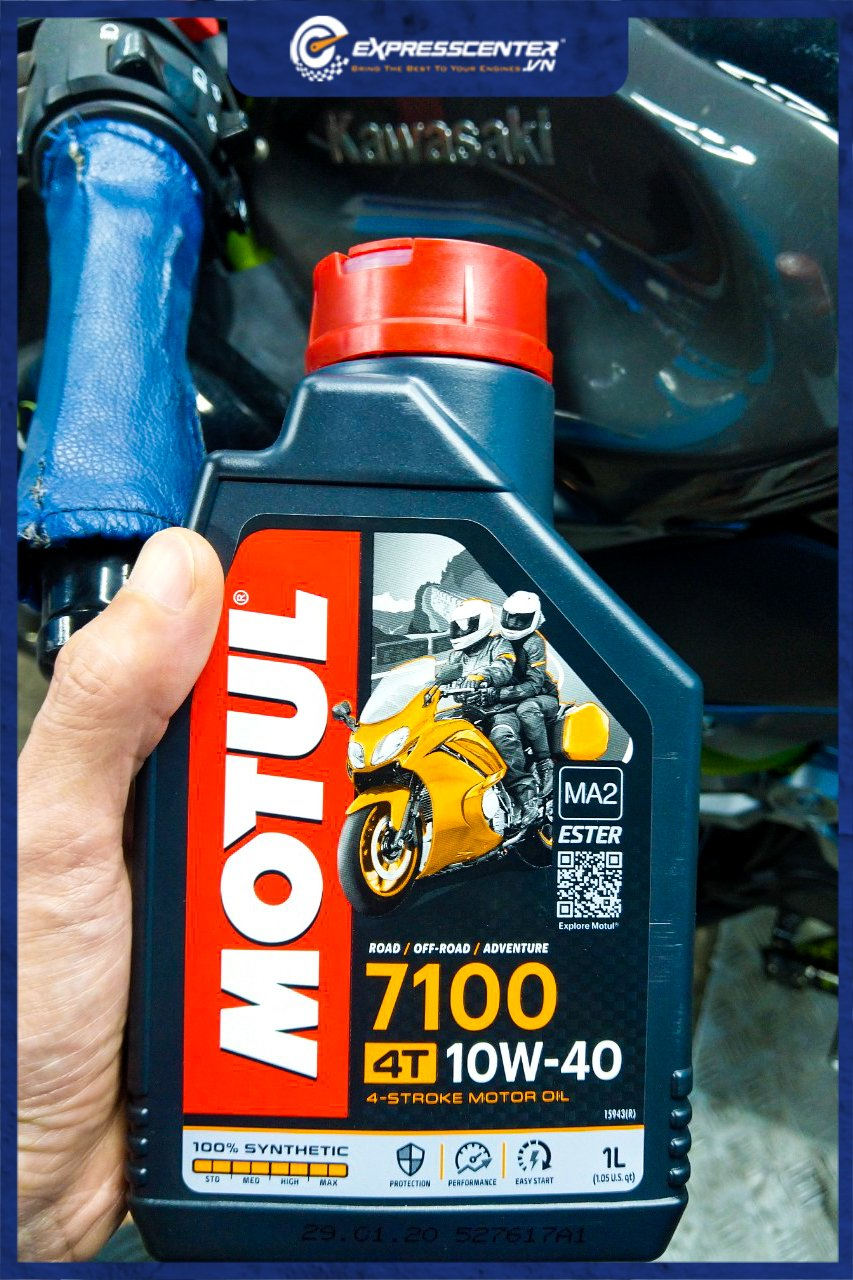 EXPRESSCENTER
.VN
BRING THE BEST TO YOUR ENGINES
Kawasaki
MOTUL®
MA2
ESTER
Explore Motul®
ROAD / OFF-ROAD / ADVENTURE
7100
4T 10W-40
4-STROKE MOTOR OIL
15943(R)
100% SYNTHETIC
STD MED HIGH MAX
PROTECTION PERFORMANCE EASY START
1L
(1.05 U.S. qt)
29.01.20 527617A1